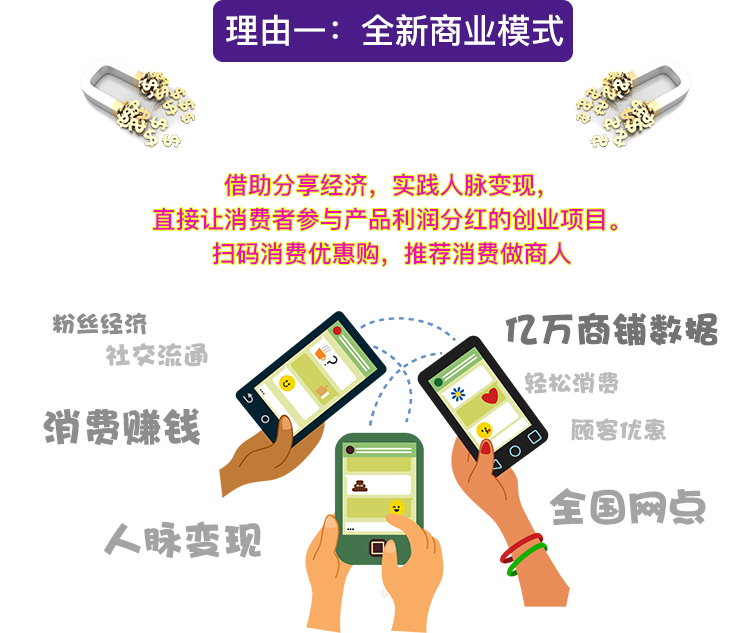 理由一：全新商业模式
借助分享经济，实践人脉变现，
直接让消费者参与产品利润分红的创业项目。
扫码消费优惠购，推荐消费做商人
粉丝经济
社交流通
消费赚钱
人脉变现
亿万商铺数据
轻松消费
顾客优惠
全国网点